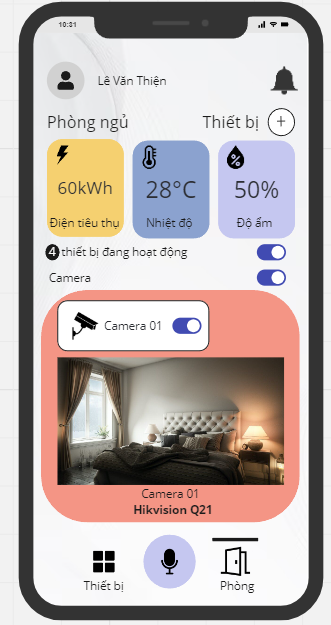 10:31
Lê Văn Thiện
Phòng ngủ
Thiết bị +
60kWh
28°C
50%
Điện tiêu thụ
Nhiệt độ
Độ ẩm
4 thiết bị đang hoạt động
Camera
Camera 01
Camera 01
Hikvision Q21
Thiết bị
Phòng